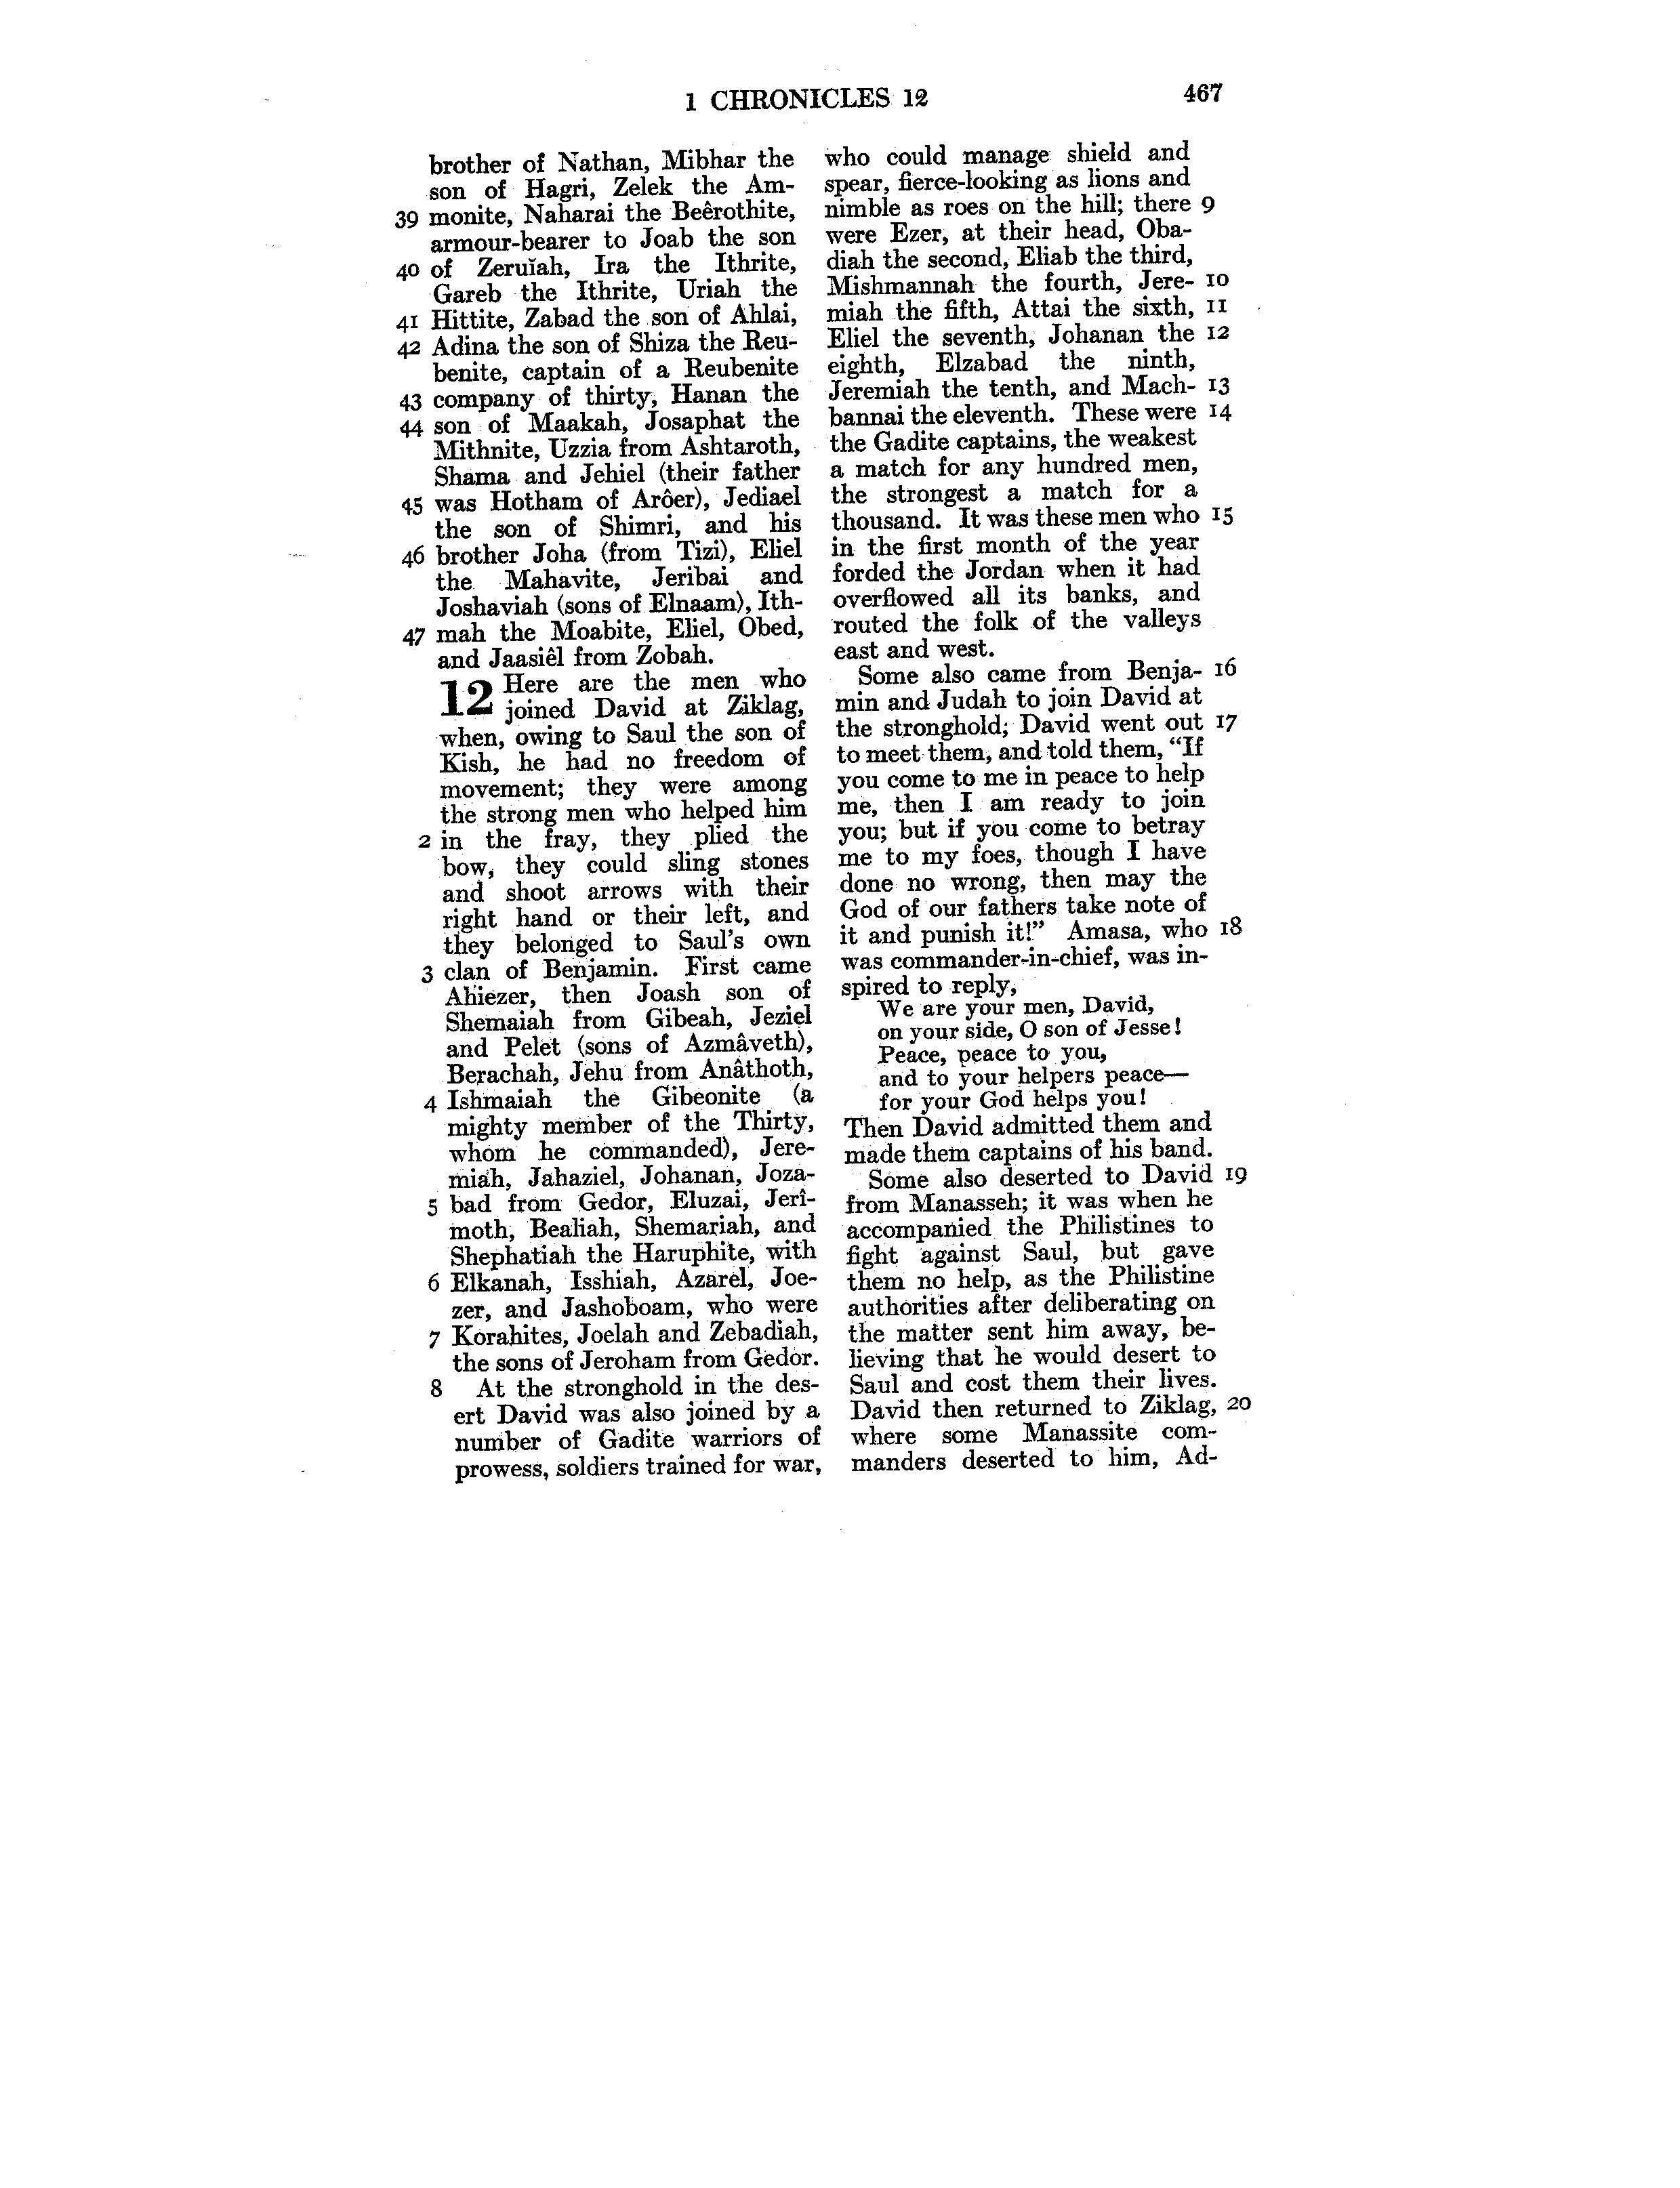 1 CHRONICLES 12 467
brother of Nathan, Mibhar the
son of Hagri, Zelek the Am-
39 monite, Naharai the Beêrothite,
armour-bearer to Joab the son
40 of Zeruïah, Ira the Ithrite,
Gareb the Ithrite, Uriah the
41 Hittite, Zabad the son of Ahlai,
42 Adina the son of Shiza the Reu-
benite, captain of a Reubenite
43 company of thirty, Hanan the
44 son of Maakah, Josaphat the
Mithnite, Uzzia from Ashtaroth,
Shama and Jehiel (their father
45 was Hotham of Arôer), Jediael
the son of Shimri, and his
46 brother Joha (from Tizi), Eliel
the Mahavite, Jeribai and
Joshaviah (sons of Elnaam), Ith-
47 mah the Moabite, Eliel, Obed,
and Jaasiêl from Zobah.
12 Here are the men who
joined David at Ziklag,
when, owing to Saul the son of
Kish, he had no freedom of
movement; they were among
the strong men who helped him
2 in the fray, they plied the
bow, they could sling stones
and shoot arrows with their
right hand or their left, and
they belonged to Saul's own
3 clan of Benjamin. First came
Ahiezer, then Joash son of
Shemaiah from Gibeah, Jeziel
and Pelet (sons of Azmâveth),
Berachah, Jehu from Anâthoth,
4 Ishmaiah the Gibeonite (a
mighty member of the Thirty,
whom he commanded), Jere-
miah, Jahaziel, Johanan, Joza-
5 bad from Gedor, Eluzai, Jerî-
moth, Bealiah, Shemariah, and
Shephatiah the Haruphite, with
6 Elkanah, Isshiah, Azarel, Joe-
zer, and Jashoboam, who were
7 Korahites, Joelah and Zebadiah,
the sons of Jeroham from Gedor.
8 At the stronghold in the des-
ert David was also joined by a
number of Gadite warriors of
prowess, soldiers trained for war,
who could manage shield and
spear, fierce-looking as lions and
nimble as roes on the hill; there 9
were Ezer, at their head, Oba-
diah the second, Eliab the third,
Mishmannah the fourth, Jere- 10
miah the fifth, Attai the sixth, 11
Eliel the seventh, Johanan the 12
eighth, Elzabad the ninth,
Jeremiah the tenth, and Mach- 13
bannai the eleventh. These were 14
the Gadite captains, the weakest
a match for any hundred men,
the strongest a match for a
thousand. It was these men who 15
in the first month of the year
forded the Jordan when it had
overflowed all its banks, and
routed the folk of the valleys
east and west.
Some also came from Benja- 16
min and Judah to join David at
the stronghold; David went out 17
to meet them, and told them, "If
you come to me in peace to help
me, then I am ready to join
you; but if you come to betray
me to my foes, though I have
done no wrong, then may the
God of our fathers take note of
it and punish it!" Amasa, who 18
was commander-in-chief, was in-
spired to reply,
We are your men, David,
on your side, O son of Jesse!
Peace, peace to you,
and to your helpers peace—
for your God helps you!
Then David admitted them and
made them captains of his band.
Some also deserted to David 19
from Manasseh; it was when he
accompanied the Philistines to
fight against Saul, but gave
them no help, as the Philistine
authorities after deliberating on
the matter sent him away, be-
lieving that he would desert to
Saul and cost them their lives.
David then returned to Ziklag, 20
where some Manassite com-
manders deserted to him, Ad-